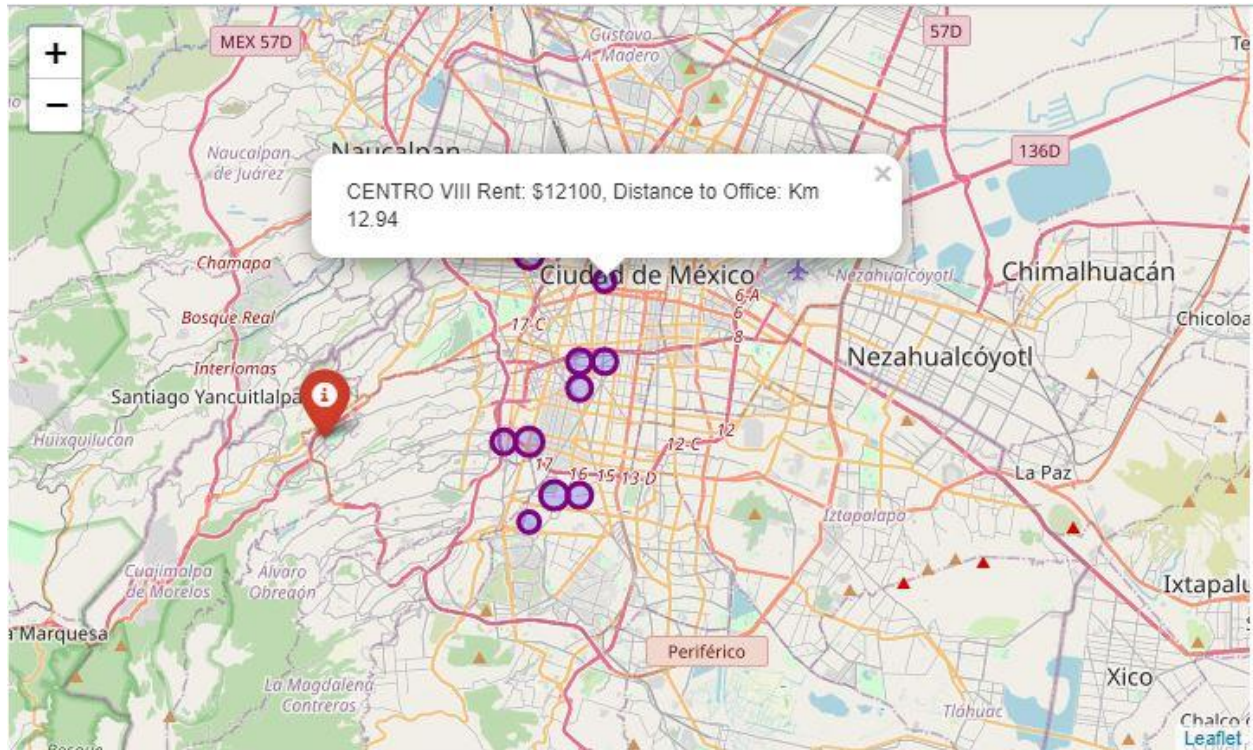 MEX 57D
Gustavo
A. Madero
57D
+
−
136D
Naucalpan
de Juárez
Naucalpan
×
CENTRO VIII Rent: $12100, Distance to Office: Km
12.94
Chamapa
Ciudad de México
Nezahualcóyotl
Chimalhuacán
6-A
6
8
Bosque Real
17-C
Chicoloa
Interlomas
Nezahualcóyotl
Santiago Yancuitlalpa
i
Huixquilucan
12
12-C
17
16
15
13-D
La Paz
Iztapalapa
Cuajimalpa
de Morelos
Álvaro
Obregón
Ixtapalu
a Marquesa
Periférico
La Magdalena
Contreras
Xico
Tláhuac
Chalco
Leaflet